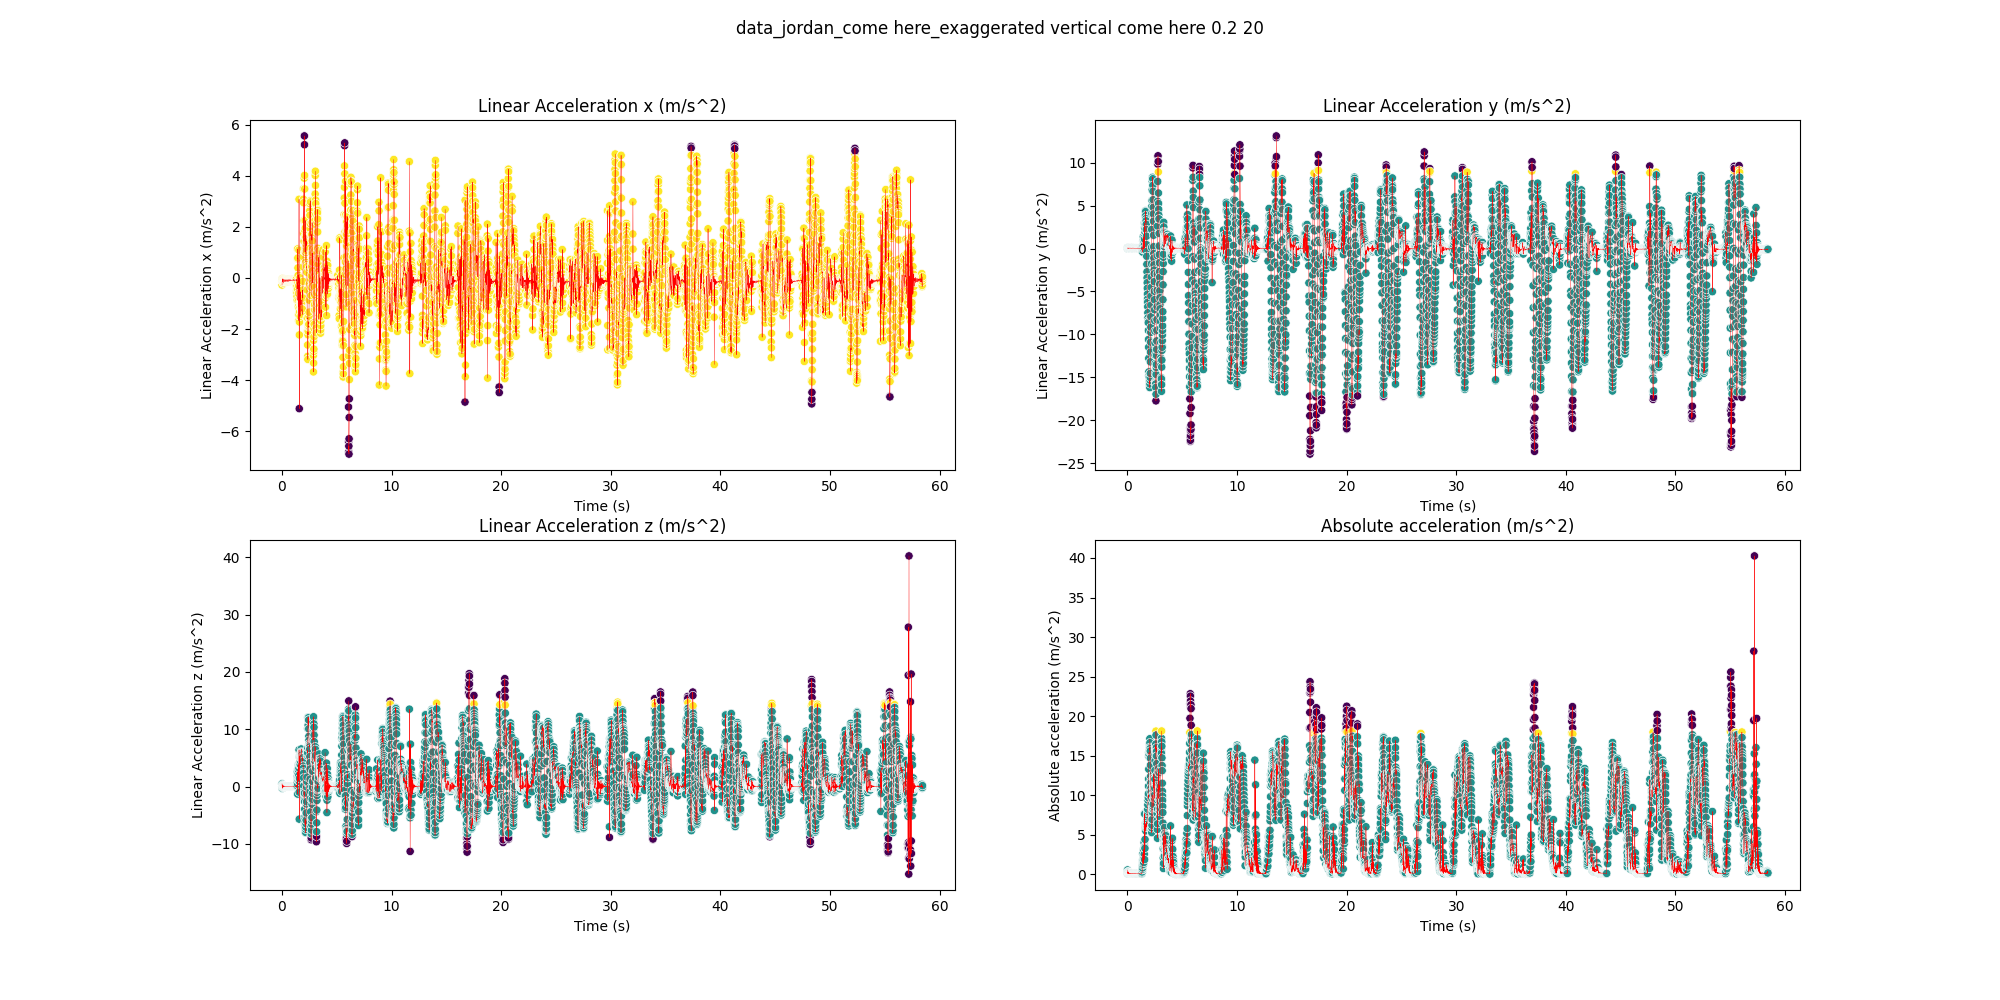 data_jordan_come here_exaggerated vertical come here 0.2 20
Linear Acceleration x (m/s^2)
Linear Acceleration x (m/s^2)
6
4
2
0
−2
−4
−6
0 10 20 30 40 50 60
Time (s)
Linear Acceleration y (m/s^2)
Linear Acceleration y (m/s^2)
10
5
0
−5
−10
−15
−20
−25
0 10 20 30 40 50 60
Time (s)
Linear Acceleration z (m/s^2)
Linear Acceleration z (m/s^2)
40
30
20
10
0
−10
0 10 20 30 40 50 60
Time (s)
Absolute acceleration (m/s^2)
Absolute acceleration (m/s^2)
40
35
30
25
20
15
10
5
0
0 10 20 30 40 50 60
Time (s)